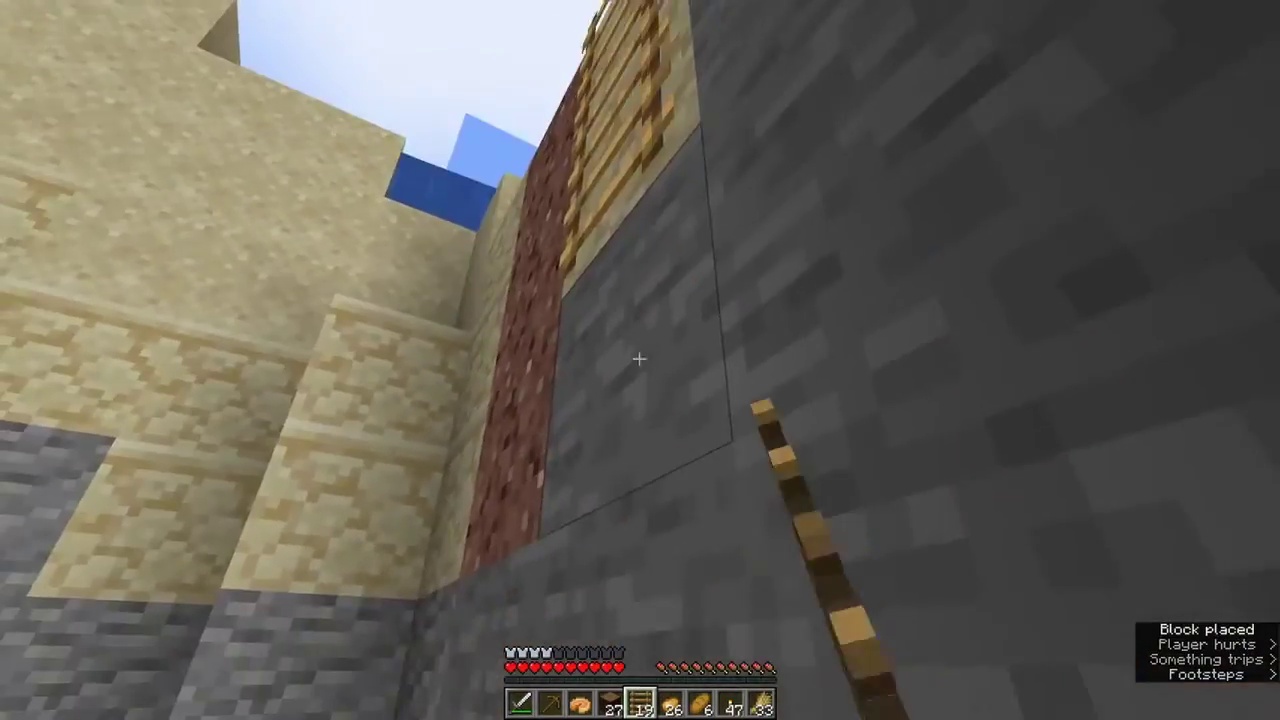 Block placed
Player hurts >
Something trips >
Footsteps >
27 19 26 6 47 33